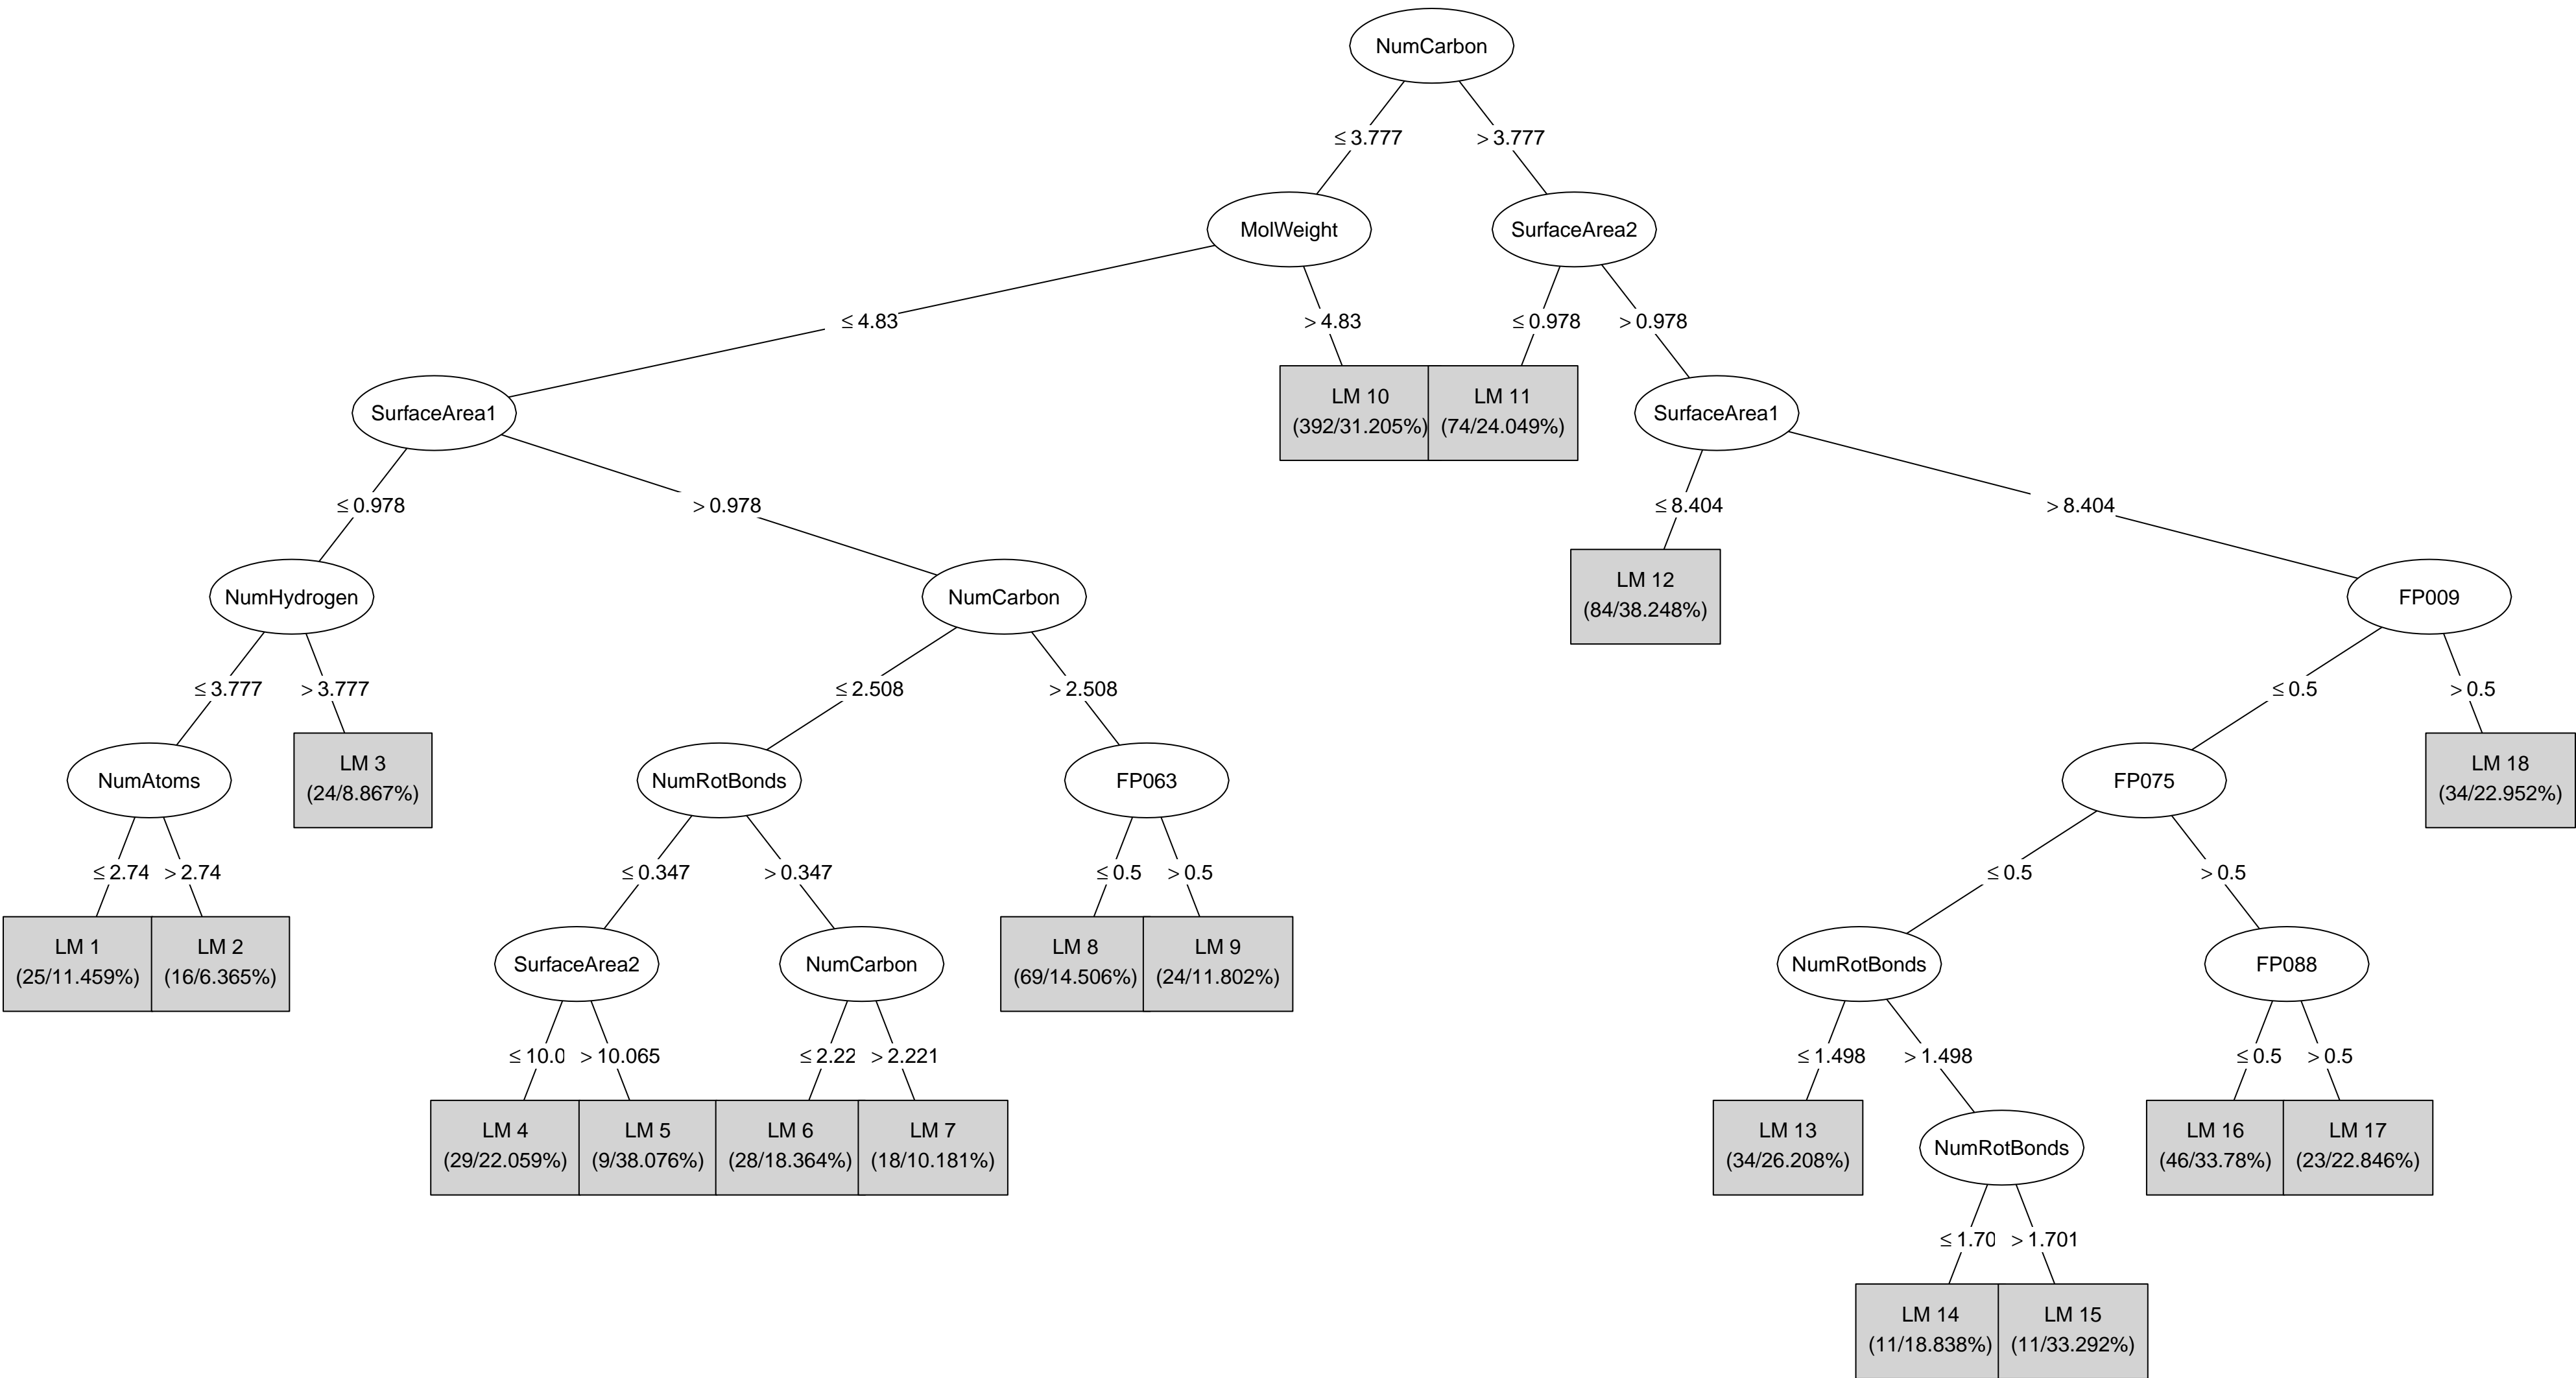 NumCarbon
≤ 3.777
> 3.777
MolWeight
SurfaceArea2
≤ 4.83
> 4.83
≤ 0.978
> 0.978
SurfaceArea1
LM 10
(392/31.205%)
LM 11
(74/24.049%)
SurfaceArea1
≤ 0.978
> 0.978
≤ 8.404
> 8.404
NumHydrogen
NumCarbon
LM 12
(84/38.248%)
FP009
≤ 3.777
> 3.777
≤ 2.508
> 2.508
≤ 0.5
> 0.5
NumAtoms
LM 3
(24/8.867%)
NumRotBonds
FP063
FP075
LM 18
(34/22.952%)
≤ 2.74
> 2.74
≤ 0.347
> 0.347
≤ 0.5
> 0.5
≤ 0.5
> 0.5
LM 1
(25/11.459%)
LM 2
(16/6.365%)
SurfaceArea2
NumCarbon
LM 8
(69/14.506%)
LM 9
(24/11.802%)
NumRotBonds
FP088
≤ 10.0
> 10.065
≤ 2.22
> 2.221
≤ 1.498
> 1.498
≤ 0.5
> 0.5
LM 4
(29/22.059%)
LM 5
(9/38.076%)
LM 6
(28/18.364%)
LM 7
(18/10.181%)
LM 13
(34/26.208%)
NumRotBonds
LM 16
(46/33.78%)
LM 17
(23/22.846%)
≤ 1.70
> 1.701
LM 14
(11/18.838%)
LM 15
(11/33.292%)